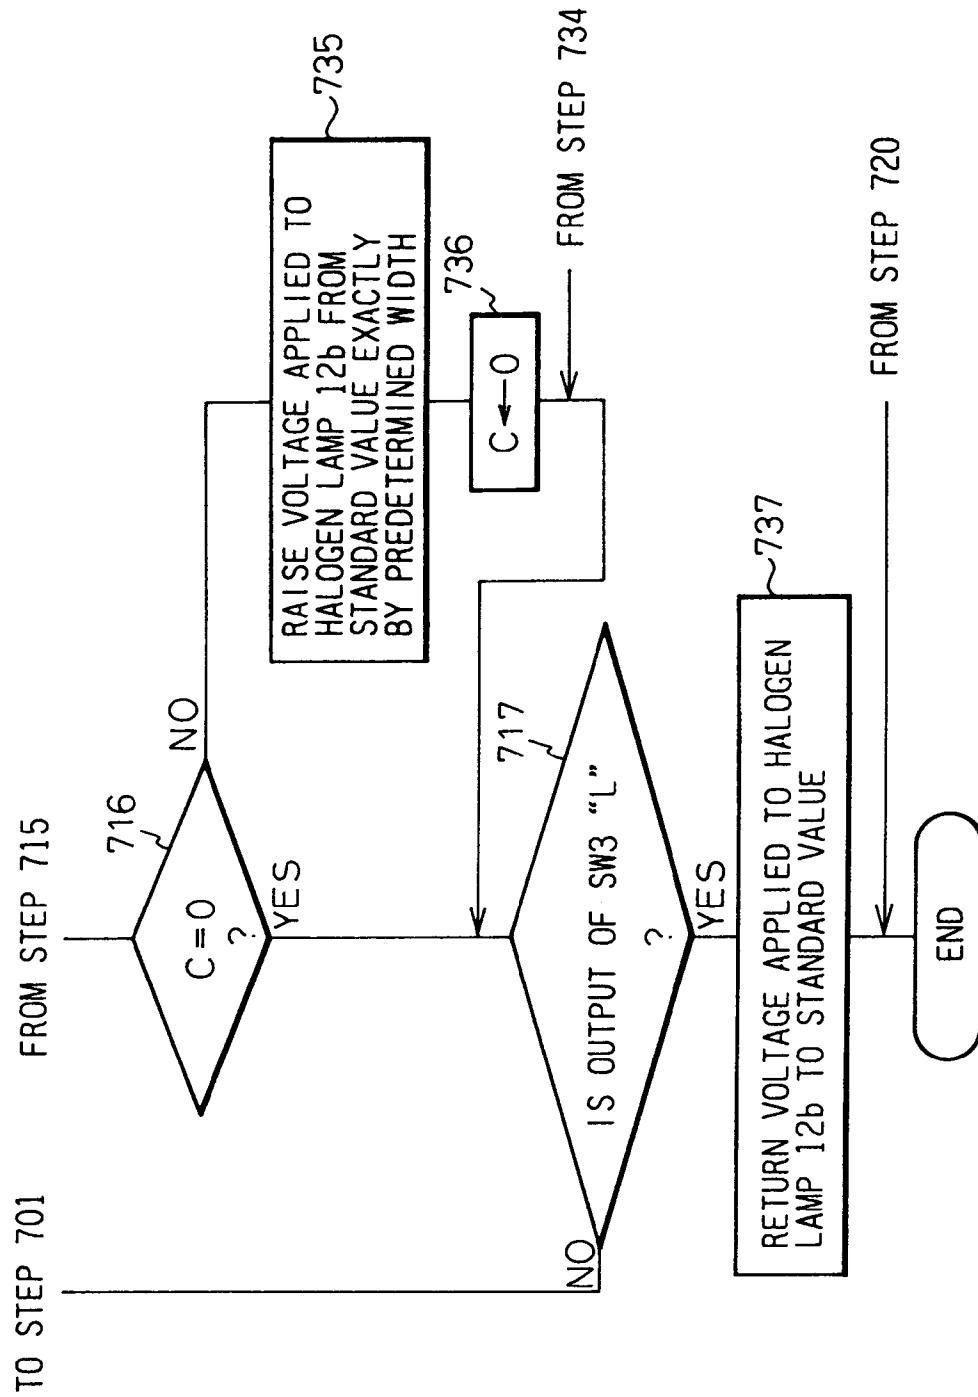 TO STEP 701
FROM STEP 715
716
C=0
?
NO
YES
735
RAISE VOLTAGE APPLIED TO
HALOGEN LAMP 12b FROM
STANDARD VALUE EXACTLY
BY PREDETERMINED WIDTH
736
C←0
FROM STEP 734
717
IS OUTPUT OF SW3 “L”
?
NO
YES
737
RETURN VOLTAGE APPLIED TO HALOGEN
LAMP 12b TO STANDARD VALUE
FROM STEP 720
END